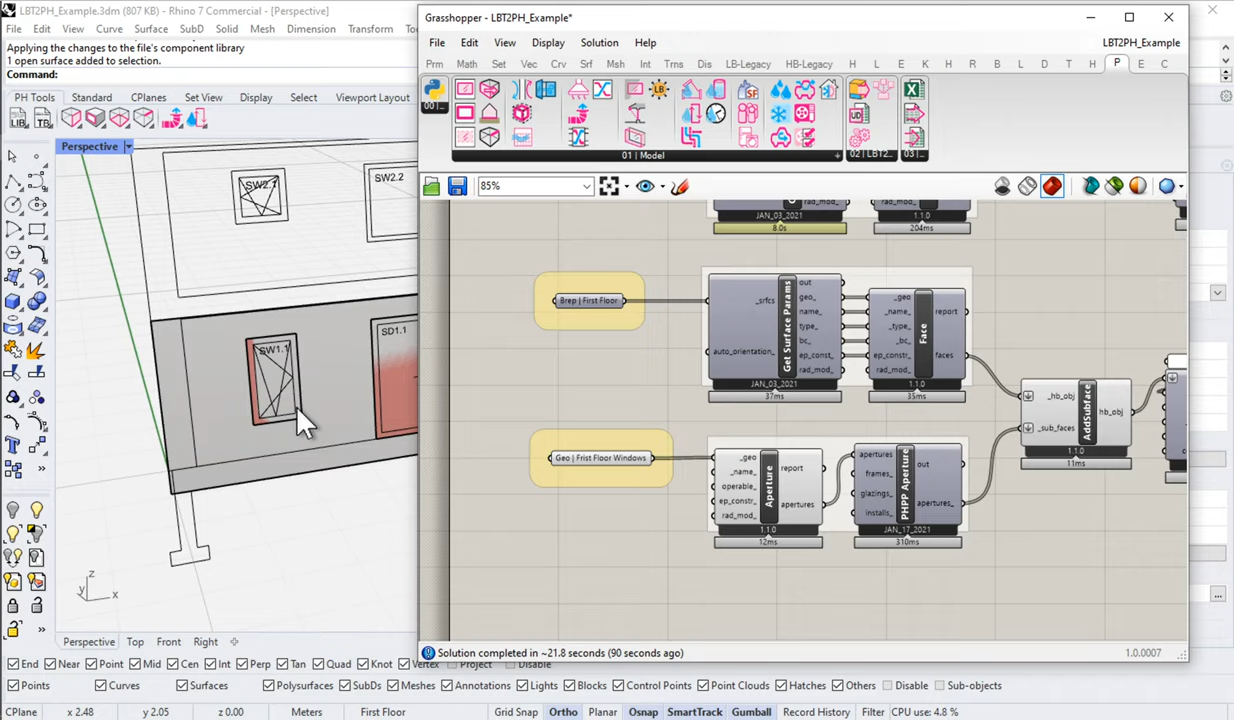 LBT2PH_Example.3dm (807 KB) - Rhino 7 Commercial - [Perspective]
File Edit View Curve Surface SubD Solid Mesh Dimension Transform
Applying the changes to the file's component library
1 open surface added to selection.
Command:
PH Tools Standard CPlanes Set View Display Select Viewport Layout
LIB TB
Perspective
SW2.1
SW2.2
SW1.1
SD1.1
z
y
x
Perspective Top Front Right
End Near Point Mid Cen Int Perp Tan Quad Knot Vertex Project Disable
Points Curves Surfaces Polysurfaces SubDs Meshes Annotations Lights Blocks Control Points Point Clouds Hatches Others Disable Sub-objects
CPlane x 2.48 y 2.05 z 0.00 Meters First Floor Grid Snap Ortho Planar Osnap SmartTrack Gumball Record History Filter CPU use: 4.8 %
Grasshopper - LBT2PH_Example*
File Edit View Display Solution Help LBT2PH_Example
Prm Math Set Vec Crv Srf Msh Int Trns Dis LB-Legacy HB-Legacy H L E K H R B L D T H P E C
00 |
01 | Model
02 | LBT2...
03 |
85%
rad_mod_
JAN_03_2021
8.0s
rad_mod_
1.1.0
204ms
Brep | First Floor
_srfcs
auto_orientation_
Get Surface Params
out
geo_
name_
type_
bc_
ep_const_
rad_mod_
JAN_03_2021
37ms
_geo
_name_
_type_
_bc_
ep_constr_
rad_mod_
Face
report
faces
1.1.0
35ms
_hb_obj
_sub_faces
AddSubface
hb_obj
1.1.0
11ms
Geo | Frist Floor Windows
_geo
_name_
operable_
ep_constr_
rad_mod_
Aperture
report
apertures
1.1.0
12ms
apertures
frames_
glazings_
installs_
PHPP Aperture
out
apertures_
JAN_17_2021
310ms
Solution completed in ~21.8 seconds (90 seconds ago)
1.0.0007